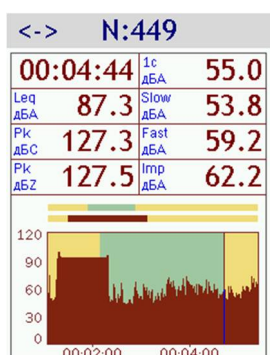 <-> N:449
00:04:44 1с дБА 55.0
Leq дБА 87.3 Slow дБА 53.8
Pk дБС 127.3 Fast дБА 59.2
Pk дБZ 127.5 Imp дБА 62.2
120
90
60
30
0
00:02:00 00:04:00